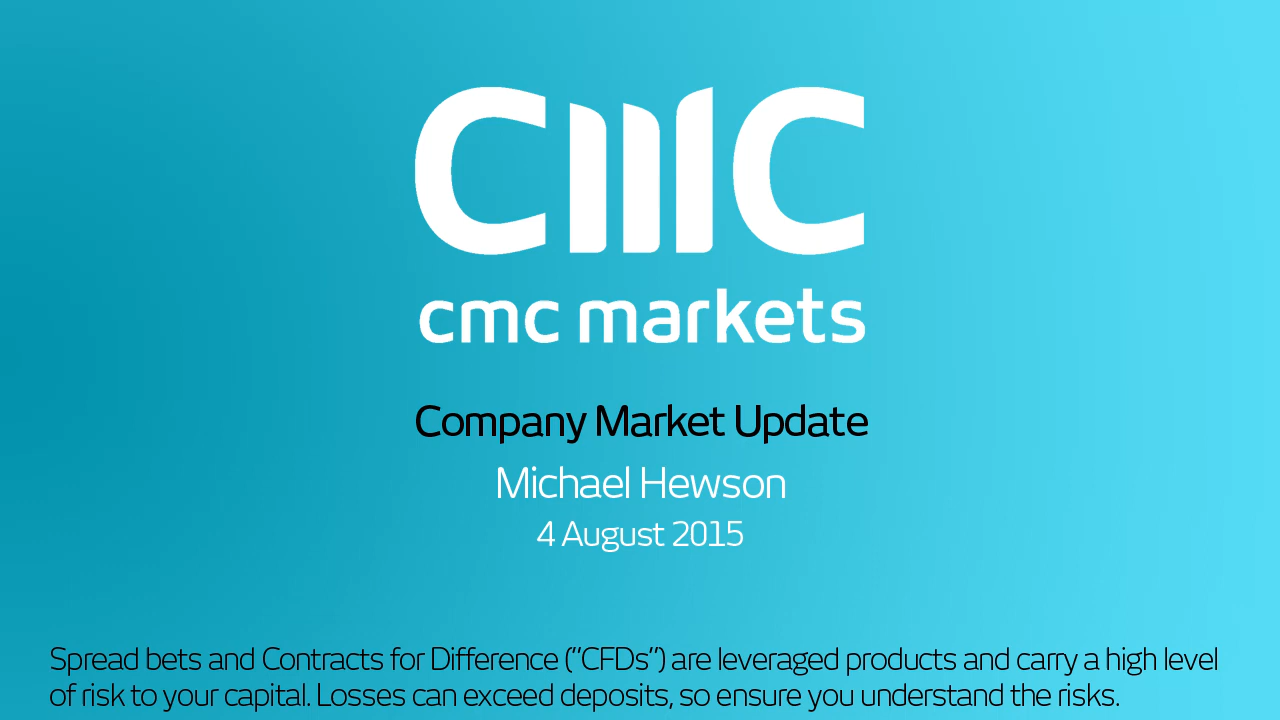 CMC
cmc markets
Company Market Update
Michael Hewson
4 August 2015
Spread bets and Contracts for Difference (“CFDs”) are leveraged products and carry a high level
of risk to your capital. Losses can exceed deposits, so ensure you understand the risks.